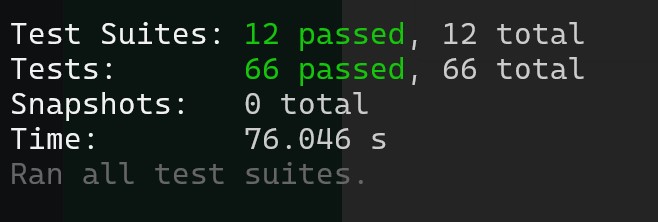 Test Suites: 12 passed, 12 total
Tests: 66 passed, 66 total
Snapshots: 0 total
Time: 76.046 s
Ran all test suites.